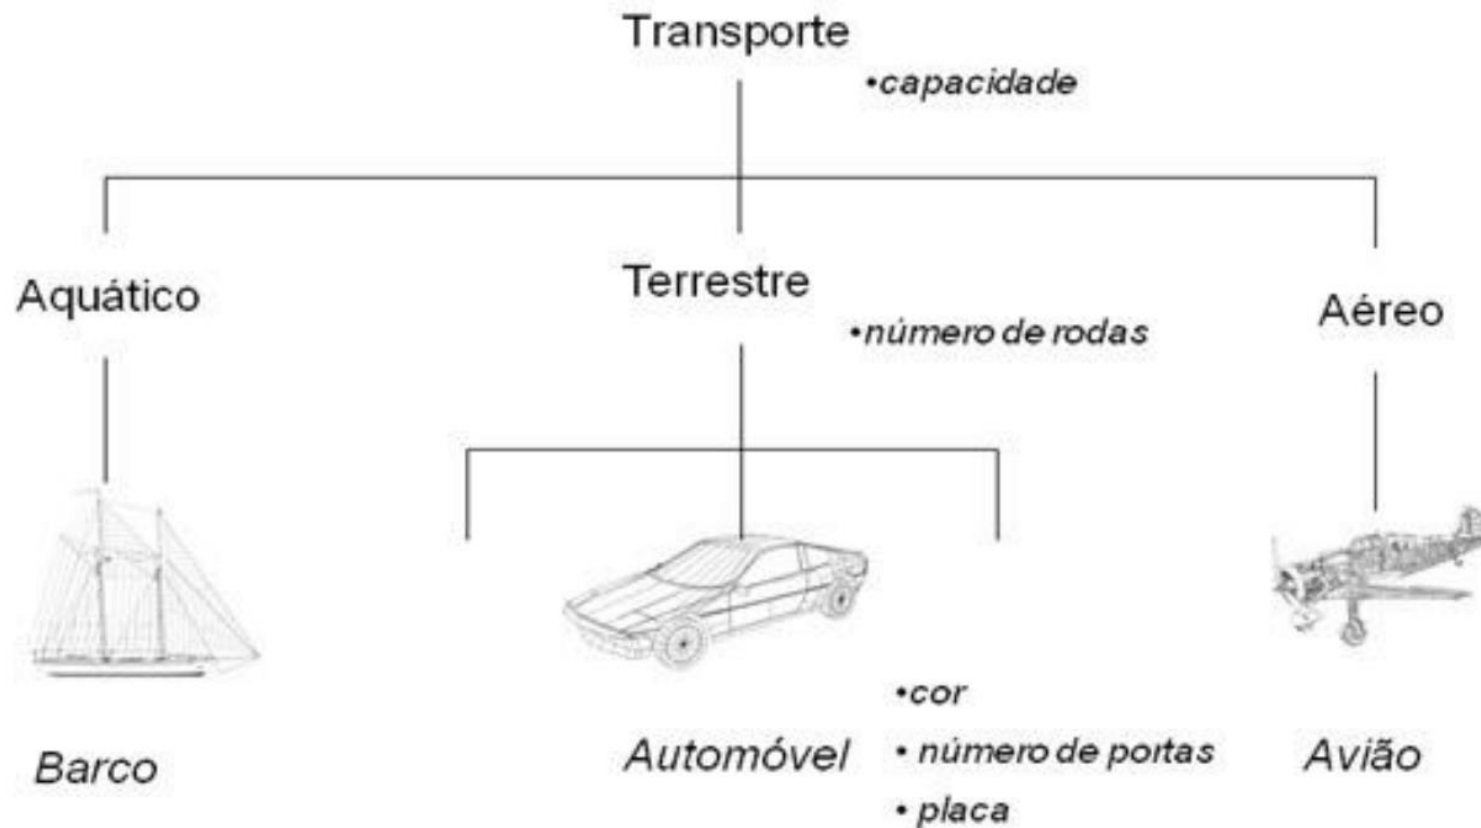 Transporte
•capacidade
Aquático
Terrestre
Aéreo
•número de rodas
•cor
Barco
Automóvel
• número de portas
Avião
• placa